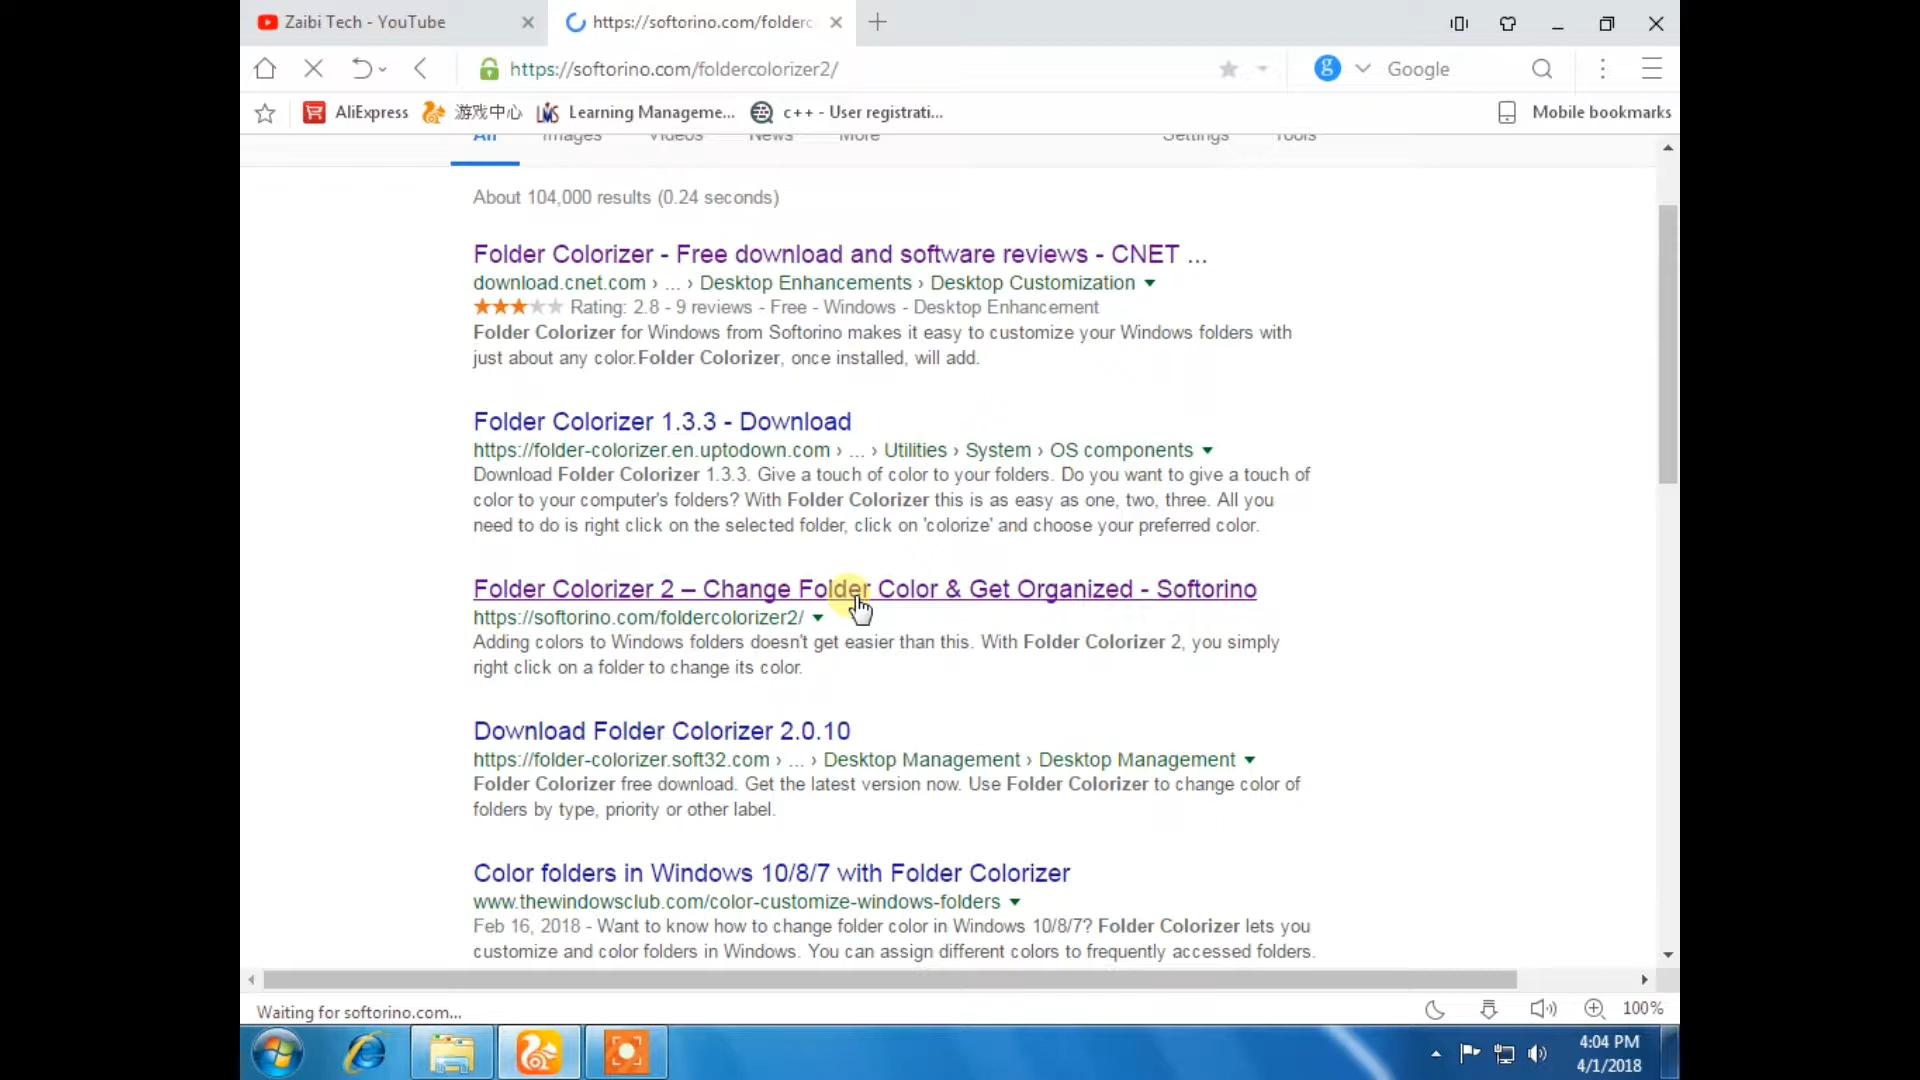 Zaibi Tech - YouTube
https://softorino.com/folderc
https://softorino.com/foldercolorizer2/
Google
AliExpress
游戏中心
Learning Manageme...
c++ - User registrati...
Mobile bookmarks
All
Images
Videos
News
More
Settings
Tools
About 104,000 results (0.24 seconds)
Folder Colorizer - Free download and software reviews - CNET ...
download.cnet.com › ... › Desktop Enhancements › Desktop Customization
Rating: 2.8 - 9 reviews - Free - Windows - Desktop Enhancement
Folder Colorizer for Windows from Softorino makes it easy to customize your Windows folders with
just about any color.Folder Colorizer, once installed, will add.
Folder Colorizer 1.3.3 - Download
https://folder-colorizer.en.uptodown.com › ... › Utilities › System › OS components
Download Folder Colorizer 1.3.3. Give a touch of color to your folders. Do you want to give a touch of
color to your computer's folders? With Folder Colorizer this is as easy as one, two, three. All you
need to do is right click on the selected folder, click on 'colorize' and choose your preferred color.
Folder Colorizer 2 – Change Folder Color & Get Organized - Softorino
https://softorino.com/foldercolorizer2/
Adding colors to Windows folders doesn't get easier than this. With Folder Colorizer 2, you simply
right click on a folder to change its color.
Download Folder Colorizer 2.0.10
https://folder-colorizer.soft32.com › ... › Desktop Management › Desktop Management
Folder Colorizer free download. Get the latest version now. Use Folder Colorizer to change color of
folders by type, priority or other label.
Color folders in Windows 10/8/7 with Folder Colorizer
www.thewindowsclub.com/color-customize-windows-folders
Feb 16, 2018 - Want to know how to change folder color in Windows 10/8/7? Folder Colorizer lets you
customize and color folders in Windows. You can assign different colors to frequently accessed folders.
Waiting for softorino.com...
100%
4:04 PM
4/1/2018